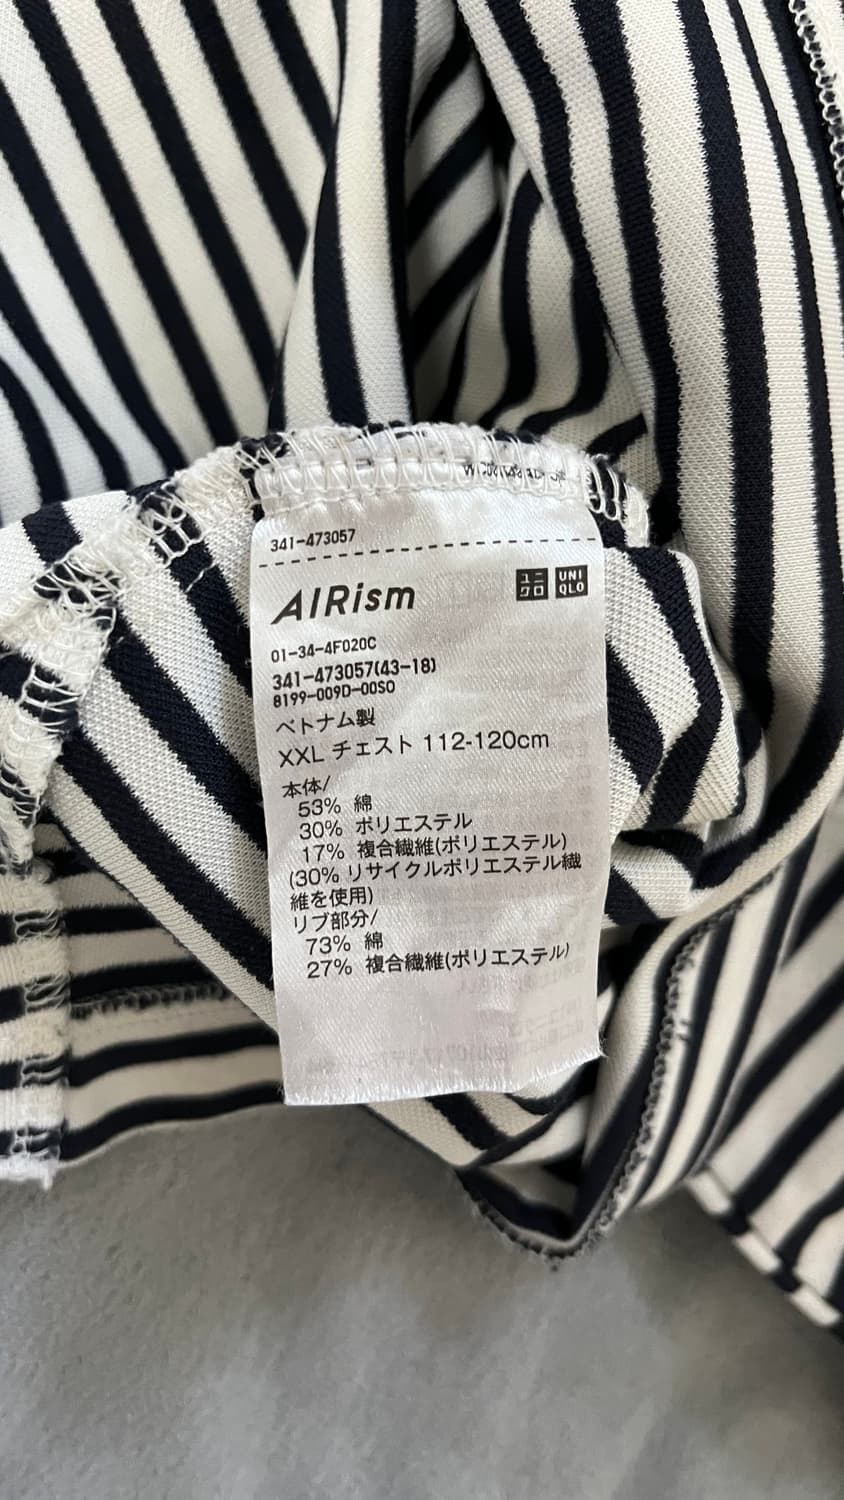 341-473057
AIRism ユニクロ UNIQLO
01-34-4F020C
341-473057(43-18)
8199-009D-00SO
ベトナム製
XXL チェスト 112-120cm
本体/
53% 綿
30% ポリエステル
17% 複合繊維(ポリエステル)
(30% リサイクルポリエステル繊
維を使用)
リブ部分/
73% 綿
27% 複合繊維(ポリエステル)